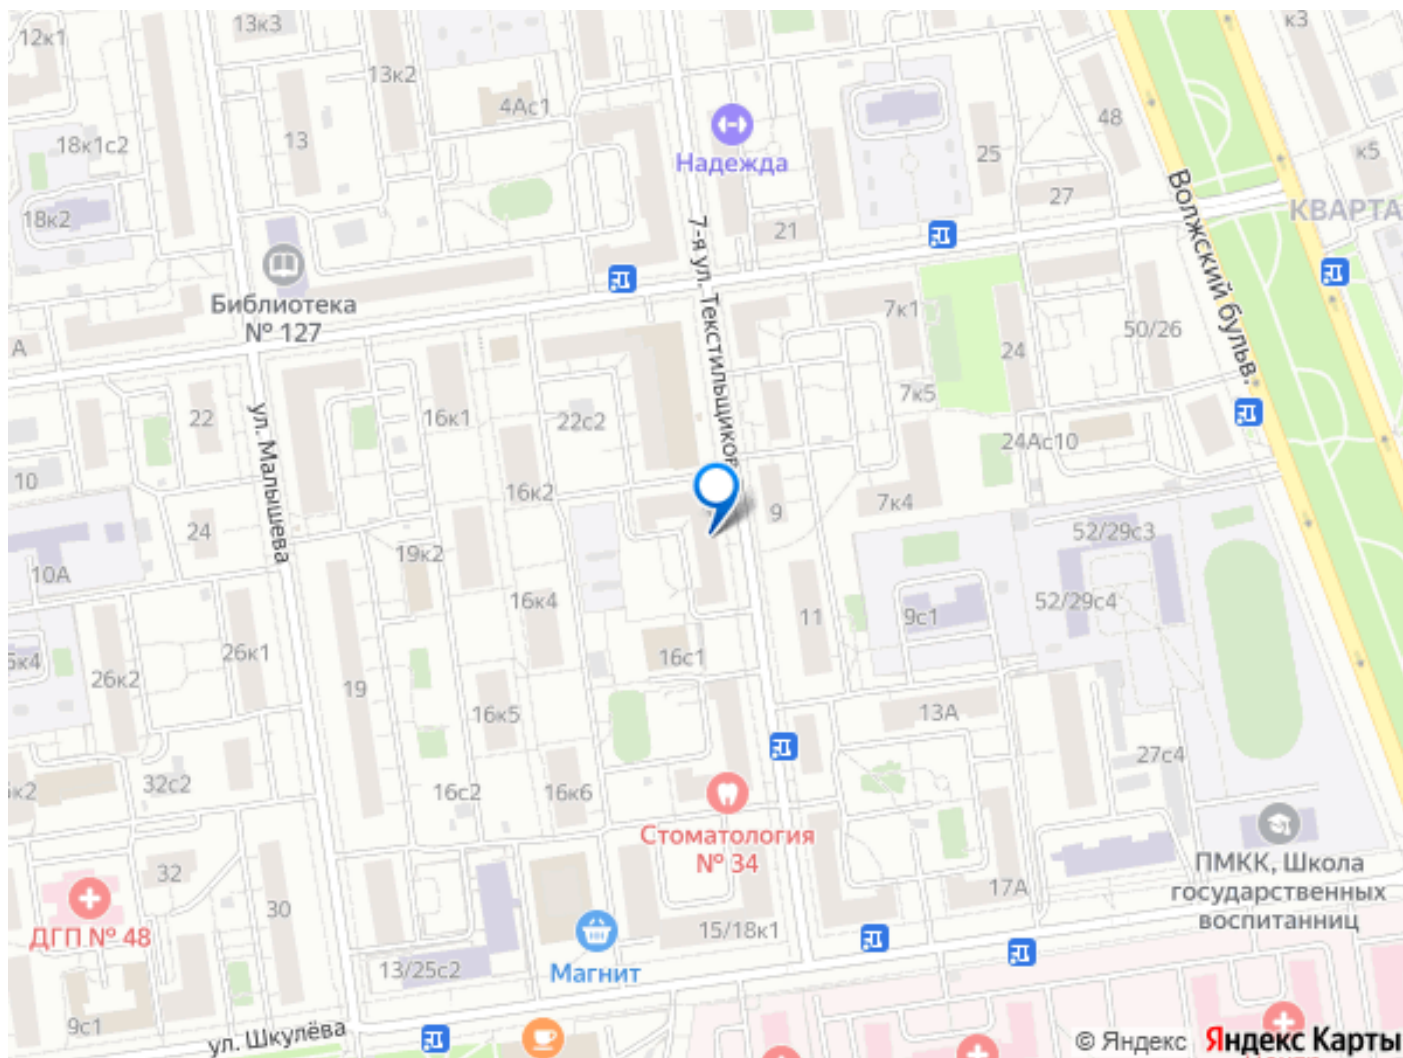 12к1
13к3
к3
13к2
4Ас1
48
18к1с2
13
Надежда
25
к5
18к2
27
КВАРТА
21
7-я ул. Текстильщиков
Волжский бульв.
Библиотека
№ 127
7к1
А
50/26
24
22
16к1
22с2
7к5
24Ас10
ул. Малышева
10
16к2
9
7к4
24
52/29с3
19к2
10А
16к4
11
9с1
52/29с4
26к1
16с1
5к4
26к2
19
16к5
13А
27с4
к2
32с2
16с2
16к6
Стоматология
№ 34
ПМКК, Школа
государственных
воспитанниц
32
17А
30
ДГП № 48
15/18к1
13/25с2
Магнит
9с1
ул. Шкулёва
© Яндекс Яндекс Карты